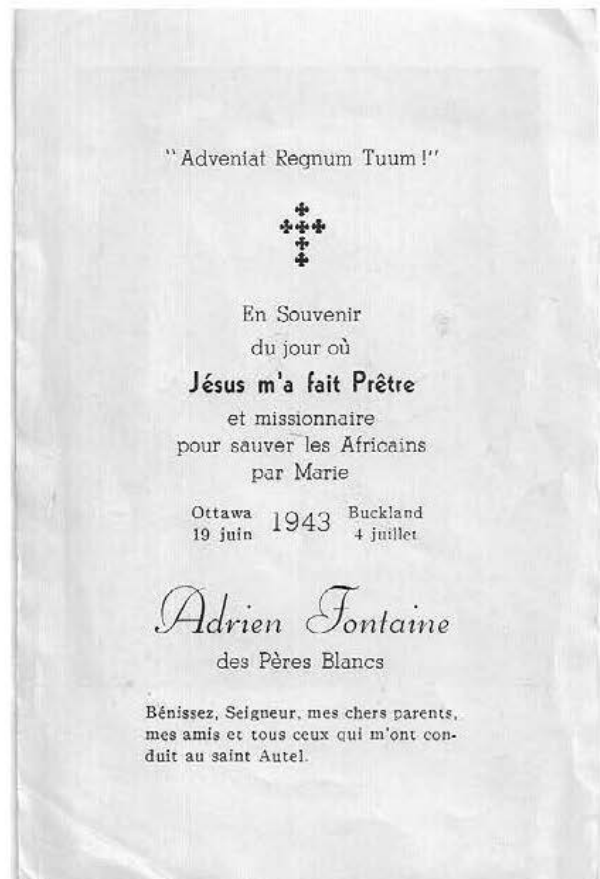 "Adveniat Regnum Tuum!"
En Souvenir
du jour où
Jésus m'a fait Prêtre
et missionnaire
pour sauver les Africains
par Marie
Ottawa 1943 Buckland
19 juin 4 juillet
Adrien Fontaine
des Pères Blancs
Bénissez, Seigneur, mes chers parents,
mes amis et tous ceux qui m'ont con-
duit au saint Autel.